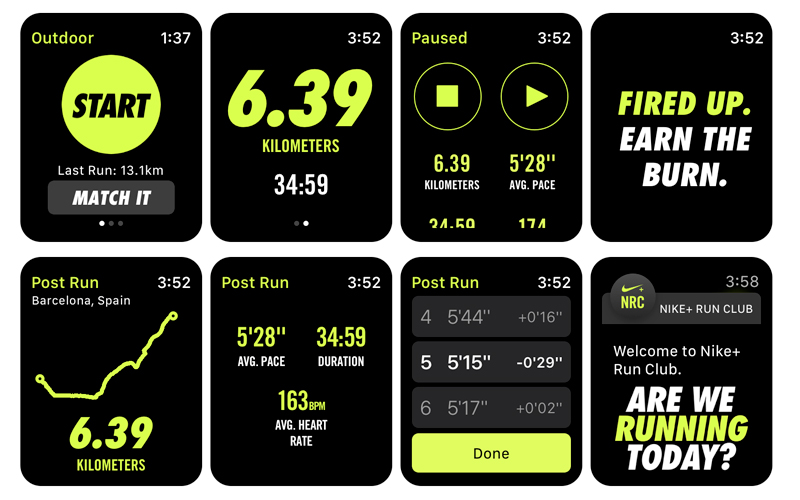 Outdoor 1:37
START
Last Run: 13.1km
MATCH IT
3:52
6.39
KILOMETERS
34:59
Paused 3:52
6.39 5'28''
KILOMETERS AVG. PACE
34:59 174
3:52
FIRED UP.
EARN THE
BURN.
Post Run 3:52
Barcelona, Spain
6.39
KILOMETERS
Post Run 3:52
5'28'' 34:59
AVG. PACE DURATION
163BPM
AVG. HEART
RATE
Post Run 3:52
4 5'44'' +0'16''
5 5'15'' -0'29''
6 5'17'' +0'02''
Done
3:58
NRC
NIKE+ RUN CLUB
Welcome to Nike+
Run Club.
ARE WE
RUNNING
TODAY?